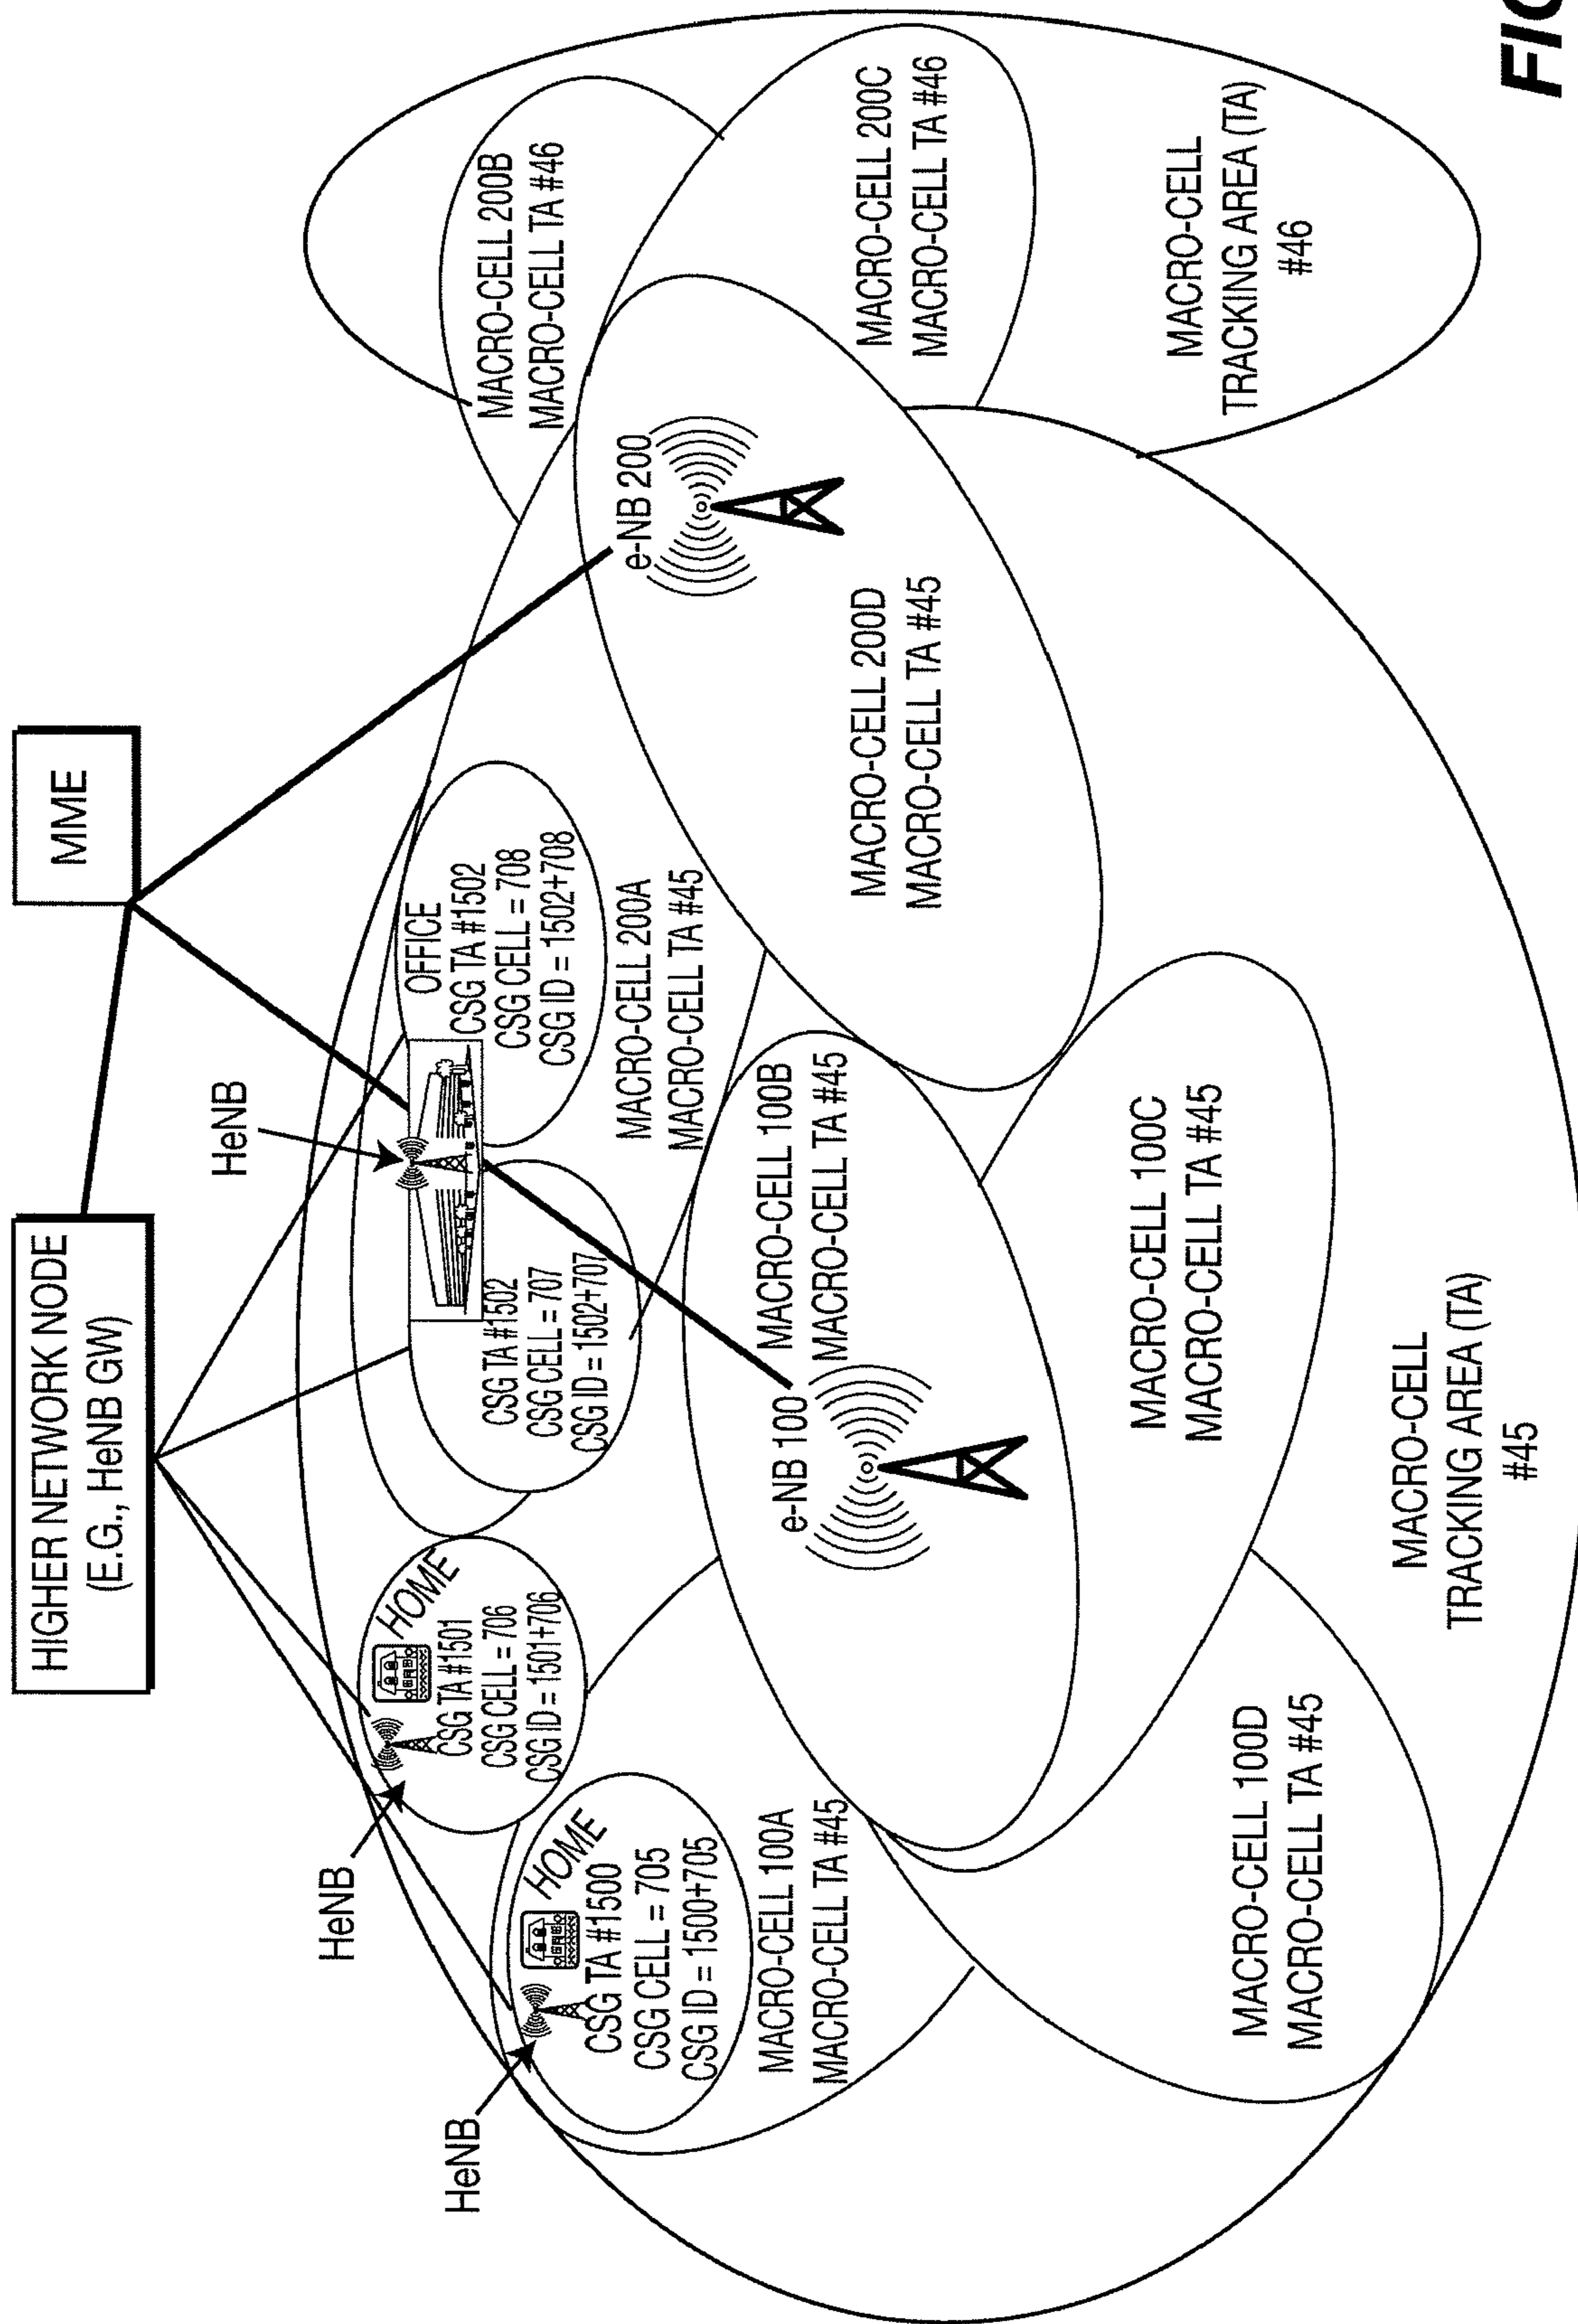 HIGHER NETWORK NODE
(E.G., HeNB GW)
MME
HeNB
HeNB
HeNB
HOME
CSG TA #1500
CSG CELL = 705
CSG ID = 1500+705
HOME
CSG TA #1501
CSG CELL = 706
CSG ID = 1501+706
CSG TA #1502
CSG CELL = 707
CSG ID = 1502+707
OFFICE
CSG TA #1502
CSG CELL = 708
CSG ID = 1502+708
MACRO-CELL 200A
MACRO-CELL TA #45
MACRO-CELL 200B
MACRO-CELL TA #46
MACRO-CELL 100A
MACRO-CELL TA #45
e-NB 100
MACRO-CELL 100B
MACRO-CELL TA #45
e-NB 200
MACRO-CELL 200D
MACRO-CELL TA #45
MACRO-CELL 200C
MACRO-CELL TA #46
MACRO-CELL 100C
MACRO-CELL TA #45
MACRO-CELL 100D
MACRO-CELL TA #45
MACRO-CELL
TRACKING AREA (TA)
#46
MACRO-CELL
TRACKING AREA (TA)
#45